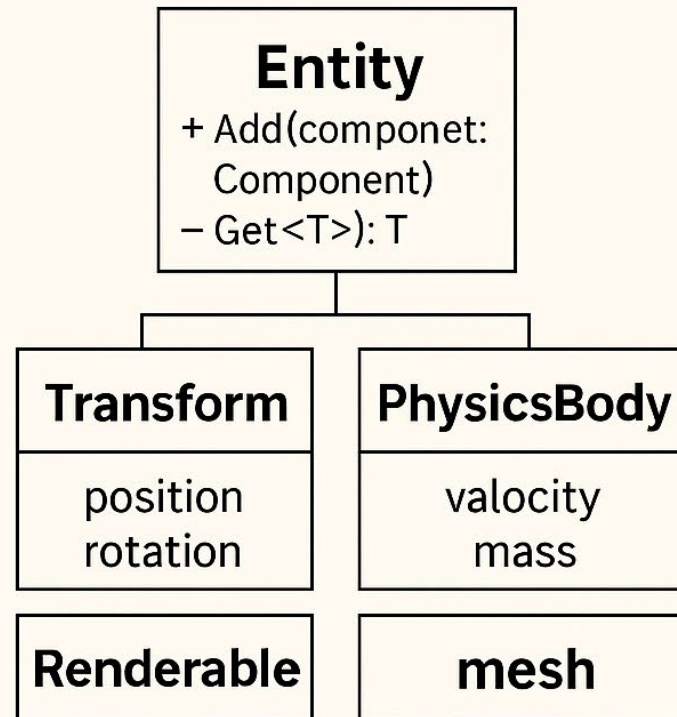 Entity
+ Add(componet:
Component)
– Get<T>): T
Transform
position
rotation
PhysicsBody
valocity
mass
Renderable
mesh